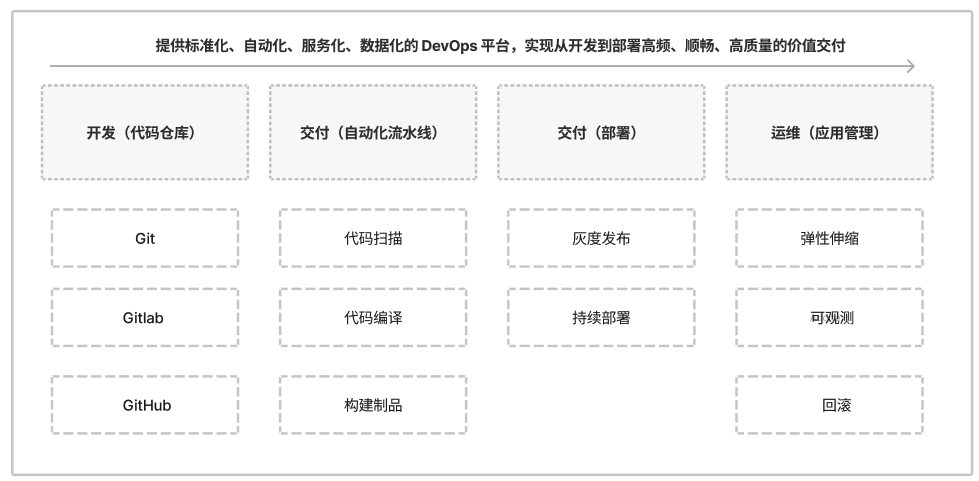 提供标准化、自动化、服务化、数据化的 DevOps 平台，实现从开发到部署高频、顺畅、高质量的价值交付
开发（代码仓库）
交付（自动化流水线）
交付（部署）
运维（应用管理）
Git
代码扫描
灰度发布
弹性伸缩
Gitlab
代码编译
持续部署
可观测
GitHub
构建制品
回滚